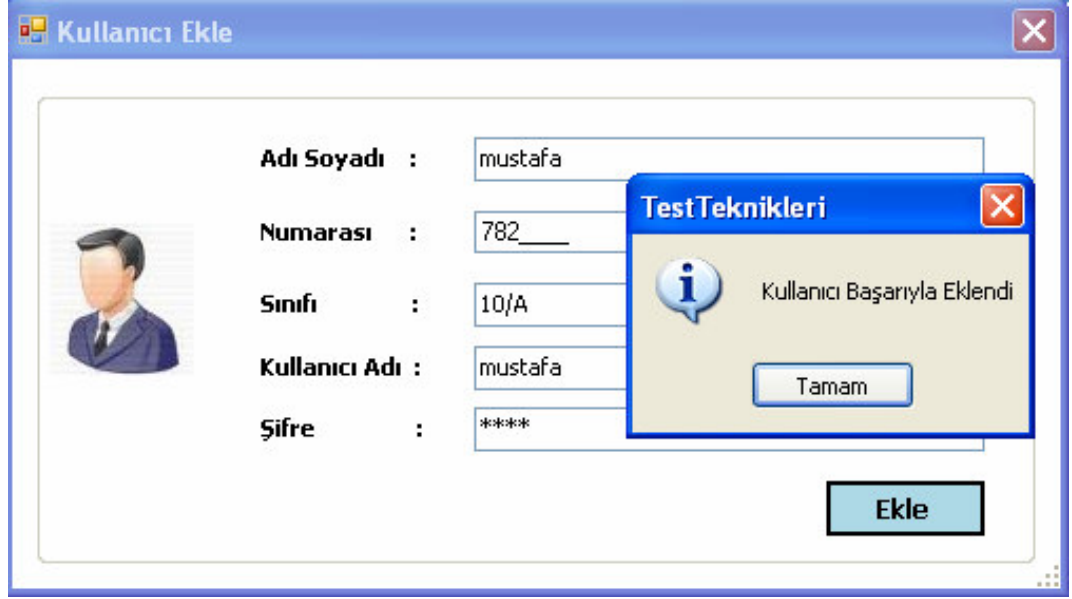 Kullanıcı Ekle
Adı Soyadı : mustafa
Numarası : 782____
Sınıfı : 10/A
Kullanıcı Adı : mustafa
Şifre : ****
TestTeknikleri
Kullanıcı Başarıyla Eklendi
Tamam
Ekle